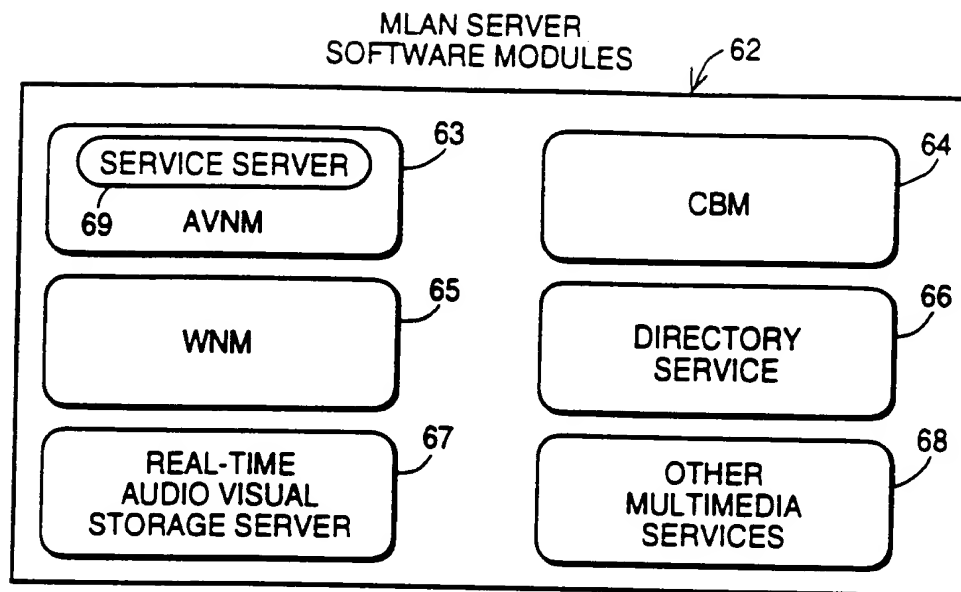 MLAN SERVER
SOFTWARE MODULES
62
SERVICE SERVER
63
69
AVNM
CBM
64
WNM
65
DIRECTORY
SERVICE
66
REAL-TIME
AUDIO VISUAL
STORAGE SERVER
67
OTHER
MULTIMEDIA
SERVICES
68